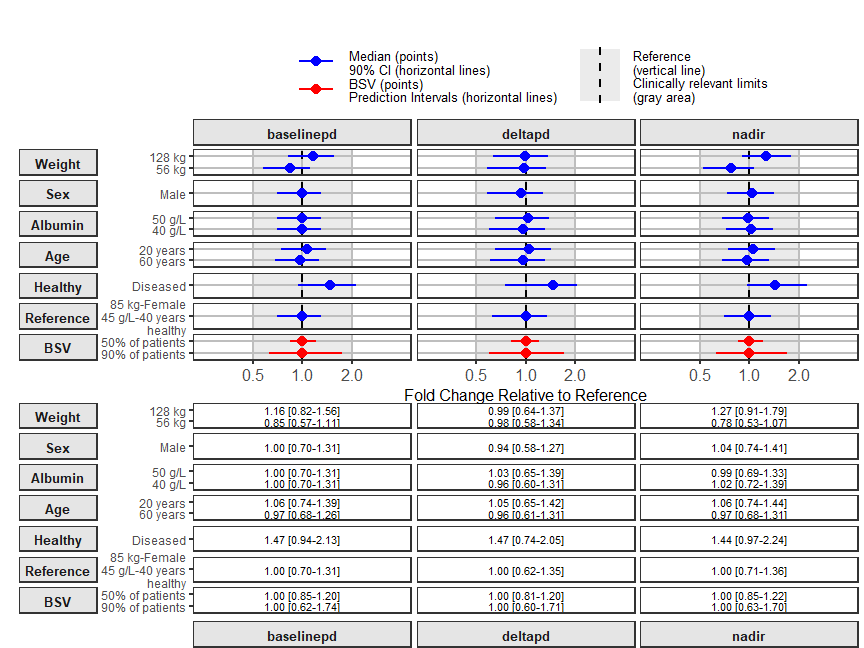 Median (points)
90% CI (horizontal lines)
BSV (points)
Prediction Intervals (horizontal lines)
Reference
(vertical line)
Clinically relevant limits
(gray area)
baselinepd deltapd nadir
Weight 128 kg
56 kg
Sex Male
Albumin 50 g/L
40 g/L
Age 20 years
60 years
Healthy Diseased
Reference 85 kg-Female
45 g/L-40 years
healthy
BSV 50% of patients
90% of patients
0.5 1.0 2.0 0.5 1.0 2.0 0.5 1.0 2.0
Fold Change Relative to Reference
Weight 128 kg 1.16 [0.82-1.56] 0.99 [0.64-1.37] 1.27 [0.91-1.79]
56 kg 0.85 [0.57-1.11] 0.98 [0.58-1.34] 0.78 [0.53-1.07]
Sex Male 1.00 [0.70-1.31] 0.94 [0.58-1.27] 1.04 [0.74-1.41]
Albumin 50 g/L 1.00 [0.70-1.31] 1.03 [0.65-1.39] 0.99 [0.69-1.33]
40 g/L 1.00 [0.70-1.31] 0.96 [0.60-1.31] 1.02 [0.72-1.39]
Age 20 years 1.06 [0.74-1.39] 1.05 [0.65-1.42] 1.06 [0.74-1.44]
60 years 0.97 [0.68-1.26] 0.96 [0.61-1.31] 0.97 [0.68-1.31]
Healthy Diseased 1.47 [0.94-2.13] 1.47 [0.74-2.05] 1.44 [0.97-2.24]
Reference 85 kg-Female
45 g/L-40 years 1.00 [0.70-1.31] 1.00 [0.62-1.35] 1.00 [0.71-1.36]
healthy
BSV 50% of patients 1.00 [0.85-1.20] 1.00 [0.81-1.20] 1.00 [0.85-1.22]
90% of patients 1.00 [0.62-1.74] 1.00 [0.60-1.71] 1.00 [0.63-1.70]
baselinepd deltapd nadir